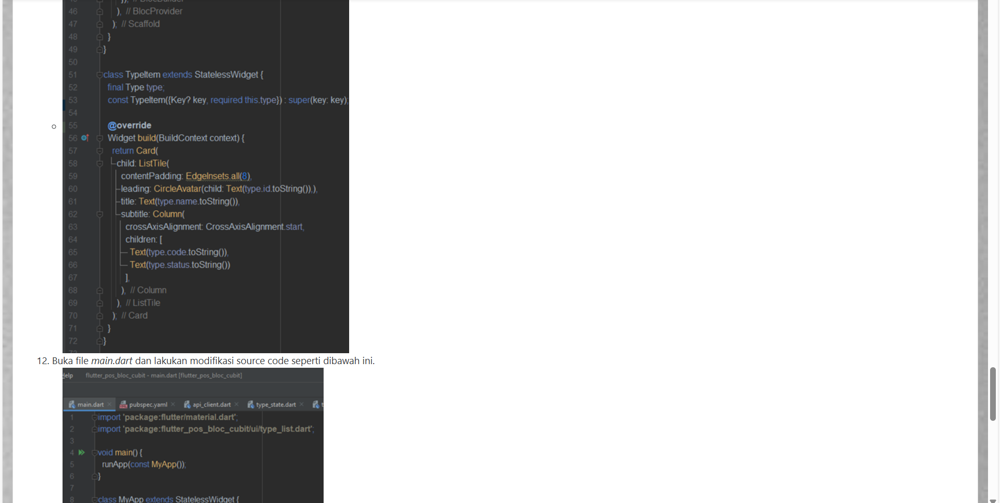 46 ), // BlocProvider
47 ); // Scaffold
48 }
49 }
50
51 class TypeItem extends StatelessWidget {
52 final Type type;
53 const TypeItem({Key? key, required this.type}) : super(key: key);
54
55 @override
56 Widget build(BuildContext context) {
57 return Card(
58 child: ListTile(
59 contentPadding: EdgeInsets.all(8),
60 leading: CircleAvatar(child: Text(type.id.toString()),),
61 title: Text(type.name.toString()),
62 subtitle: Column(
63 crossAxisAlignment: CrossAxisAlignment.start,
64 children: [
65 Text(type.code.toString()),
66 Text(type.status.toString())
67 ],
68 ), // Column
69 ), // ListTile
70 ); // Card
71 }
72 }
12. Buka file main.dart dan lakukan modifikasi source code seperti dibawah ini.
Help flutter_pos_bloc_cubit - main.dart [flutter_pos_bloc_cubit]
main.dart pubspec.yaml api_client.dart type_state.dart t
1 import 'package:flutter/material.dart';
2 import 'package:flutter_pos_bloc_cubit/ui/type_list.dart';
3
4 void main() {
5 runApp(const MyApp());
6 }
7
8 class MyApp extends StatelessWidget {